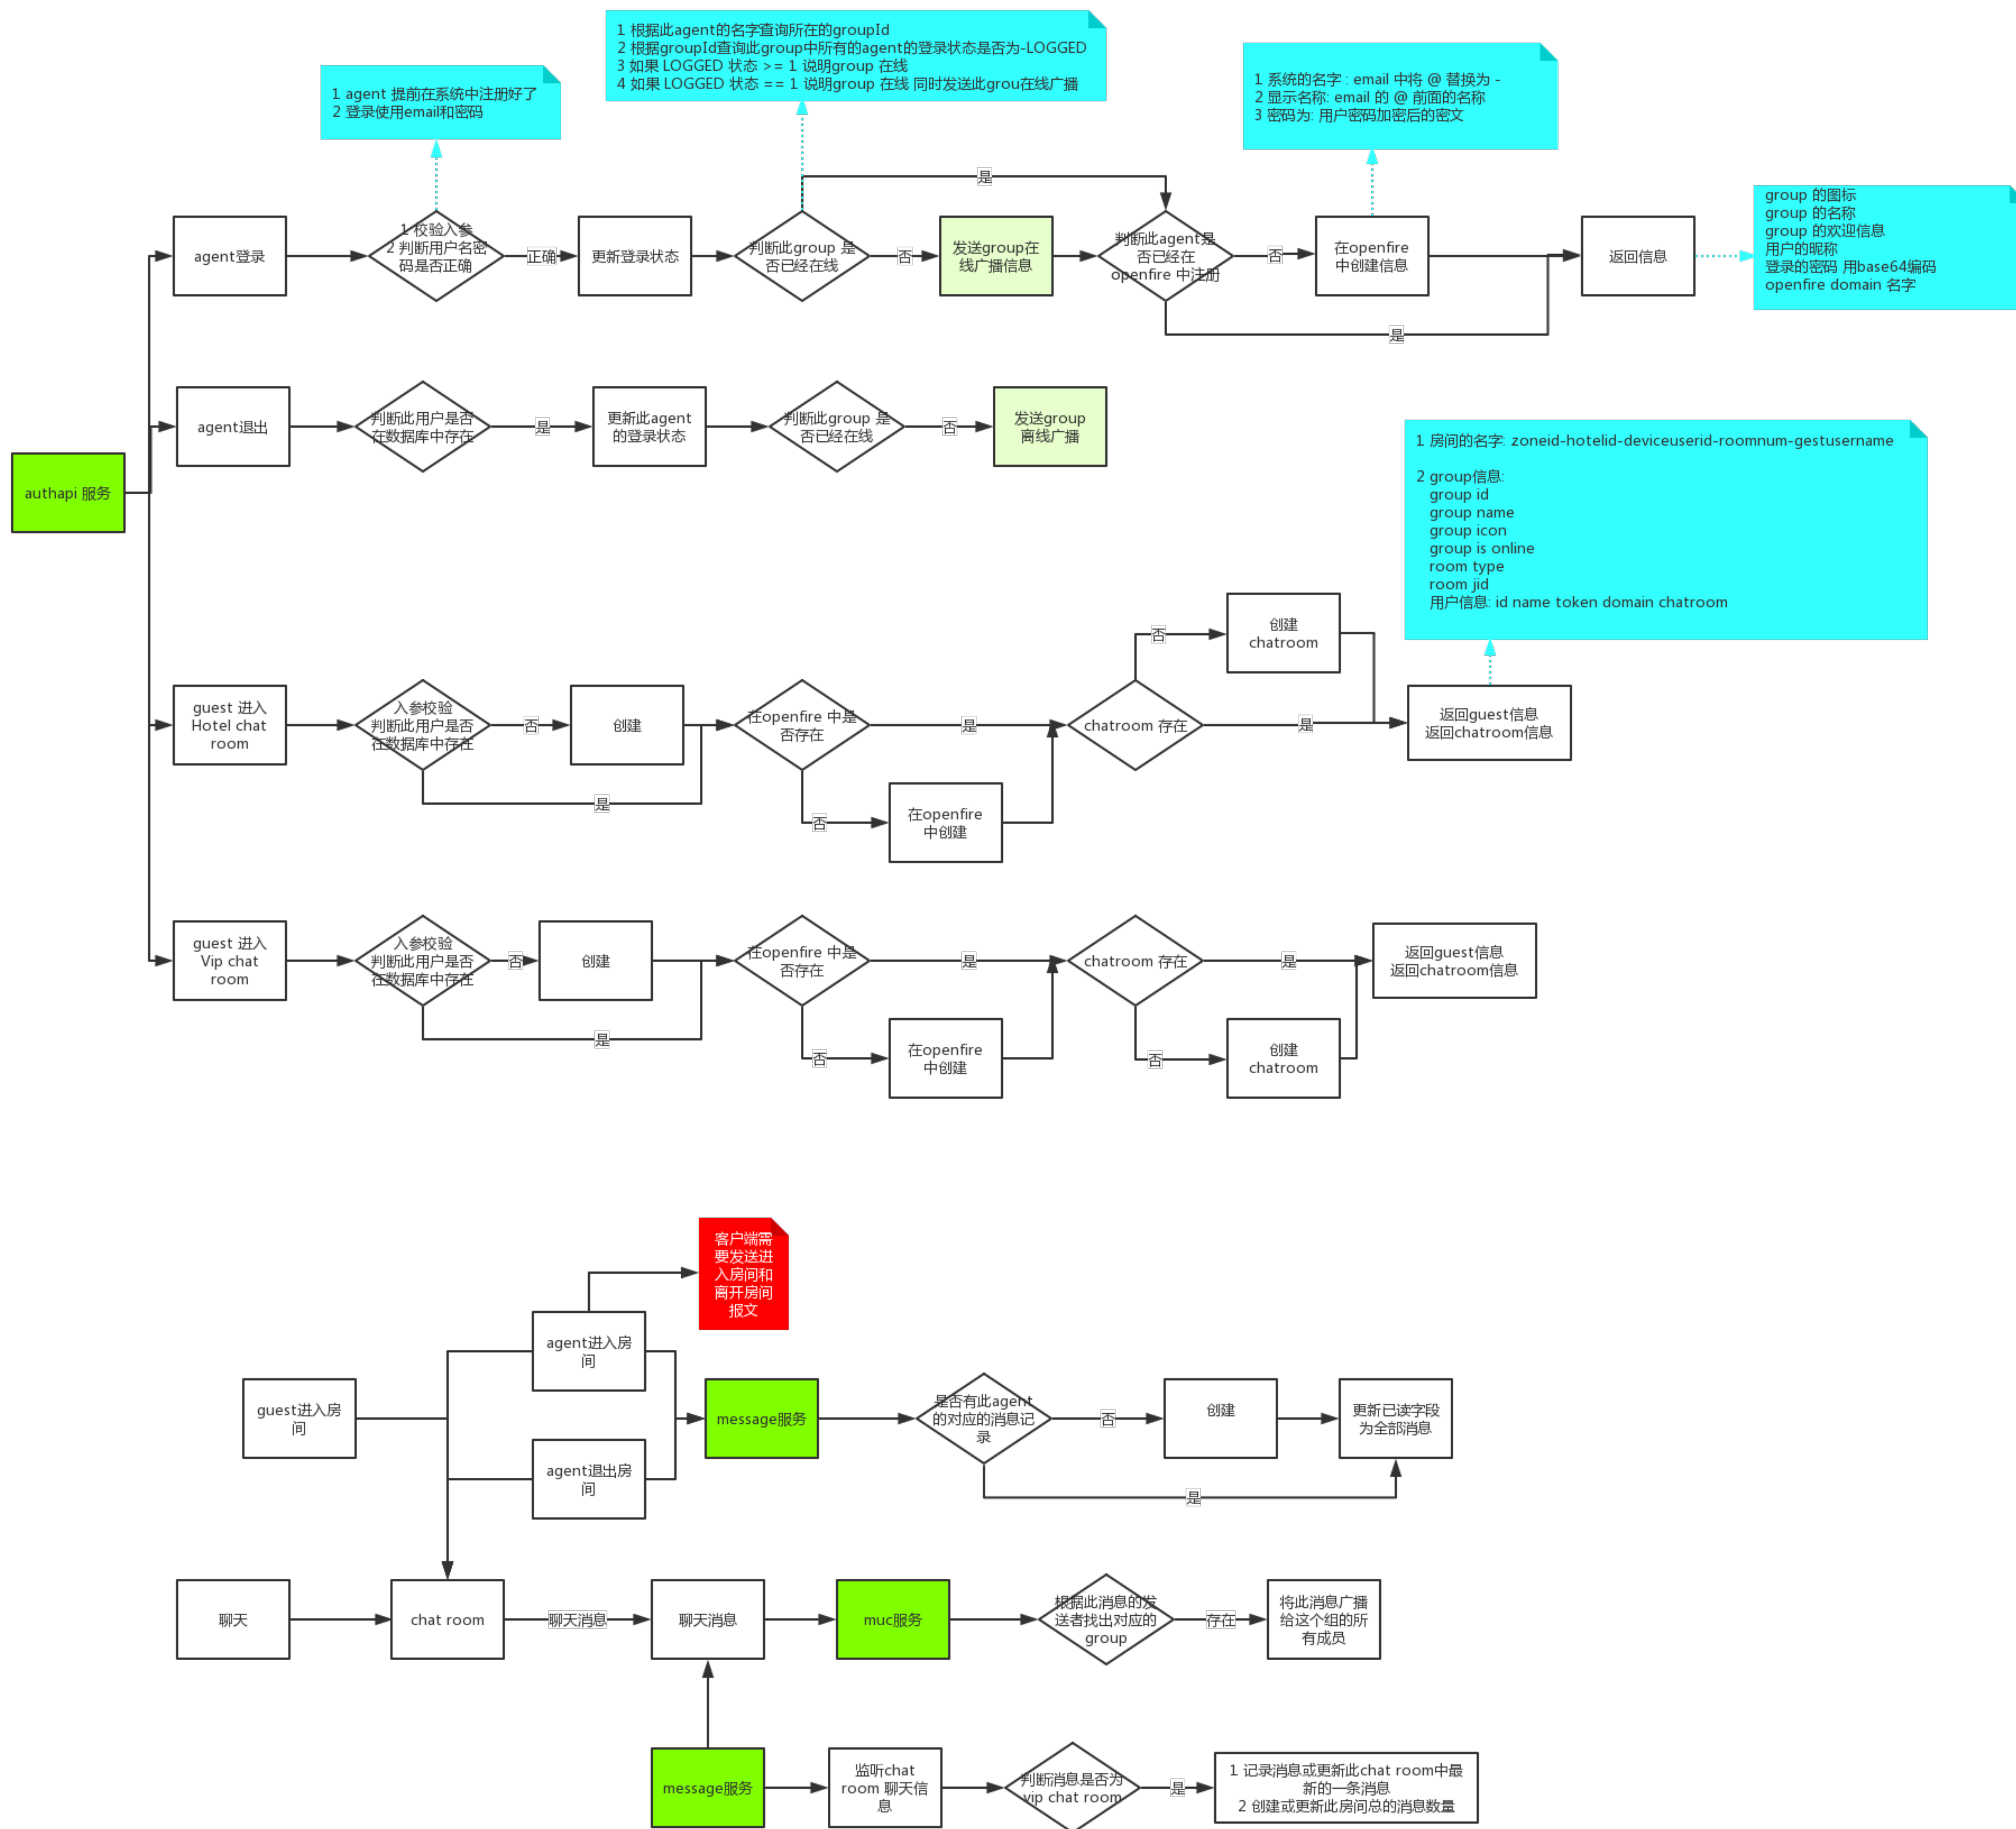 1 根据此agent的名字查询所在的groupId
2 根据groupId查询此group中所有的agent的登录状态是否为-LOGGED
3 如果 LOGGED 状态 >= 1 说明group 在线
4 如果 LOGGED 状态 == 1 说明group 在线 同时发送此grou在线广播
1 agent 提前在系统中注册好了
2 登录使用email和密码
1 系统的名字 : email 中将 @ 替换为 -
2 显示名称: email 的 @ 前面的名称
3 密码为: 用户密码加密后的密文
group 的图标
group 的名称
group 的欢迎信息
用户的昵称
登录的密码 用base64编码
openfire domain 名字
是
agent登录
1 校验入参
2 判断用户名密
码是否正确
正确
更新登录状态
判断此group 是
否已经在线
否
发送group在
线广播信息
判断此agent是
否已经在
openfire 中注册
否
在openfire
中创建信息
返回信息
是
authapi 服务
agent退出
判断此用户是否
在数据库中存在
是
更新此agent
的登录状态
判断此group 是
否已经在线
否
发送group
离线广播
1 房间的名字: zoneid-hotelid-deviceuserid-roomnum-gestusername
2 group信息:
group id
group name
group icon
group is online
room type
room jid
用户信息: id name token domain chatroom
guest 进入
Hotel chat
room
入参校验
判断此用户是否
在数据库中存在
否
创建
是
在openfire 中是
否存在
是
否
在openfire
中创建
chatroom 存在
否
创建
chatroom
是
返回guest信息
返回chatroom信息
guest 进入
Vip chat
room
入参校验
判断此用户是否
在数据库中存在
否
创建
是
在openfire 中是
否存在
是
否
在openfire
中创建
chatroom 存在
是
否
创建
chatroom
返回guest信息
返回chatroom信息
客户端需
要发送进
入房间和
离开房间
报文
agent进入房
间
guest进入房
间
agent退出房
间
message服务
是否有此agent
的对应的消息记
录
否
创建
更新已读字段
为全部消息
是
聊天
chat room
聊天消息
聊天消息
muc服务
根据此消息的发
送者找出对应的
group
存在
将此消息广播
给这个组的所
有成员
message服务
监听chat
room 聊天信
息
判断消息是否为
vip chat room
是
1 记录消息或更新此chat room中最
新的一条消息
2 创建或更新此房间总的消息数量